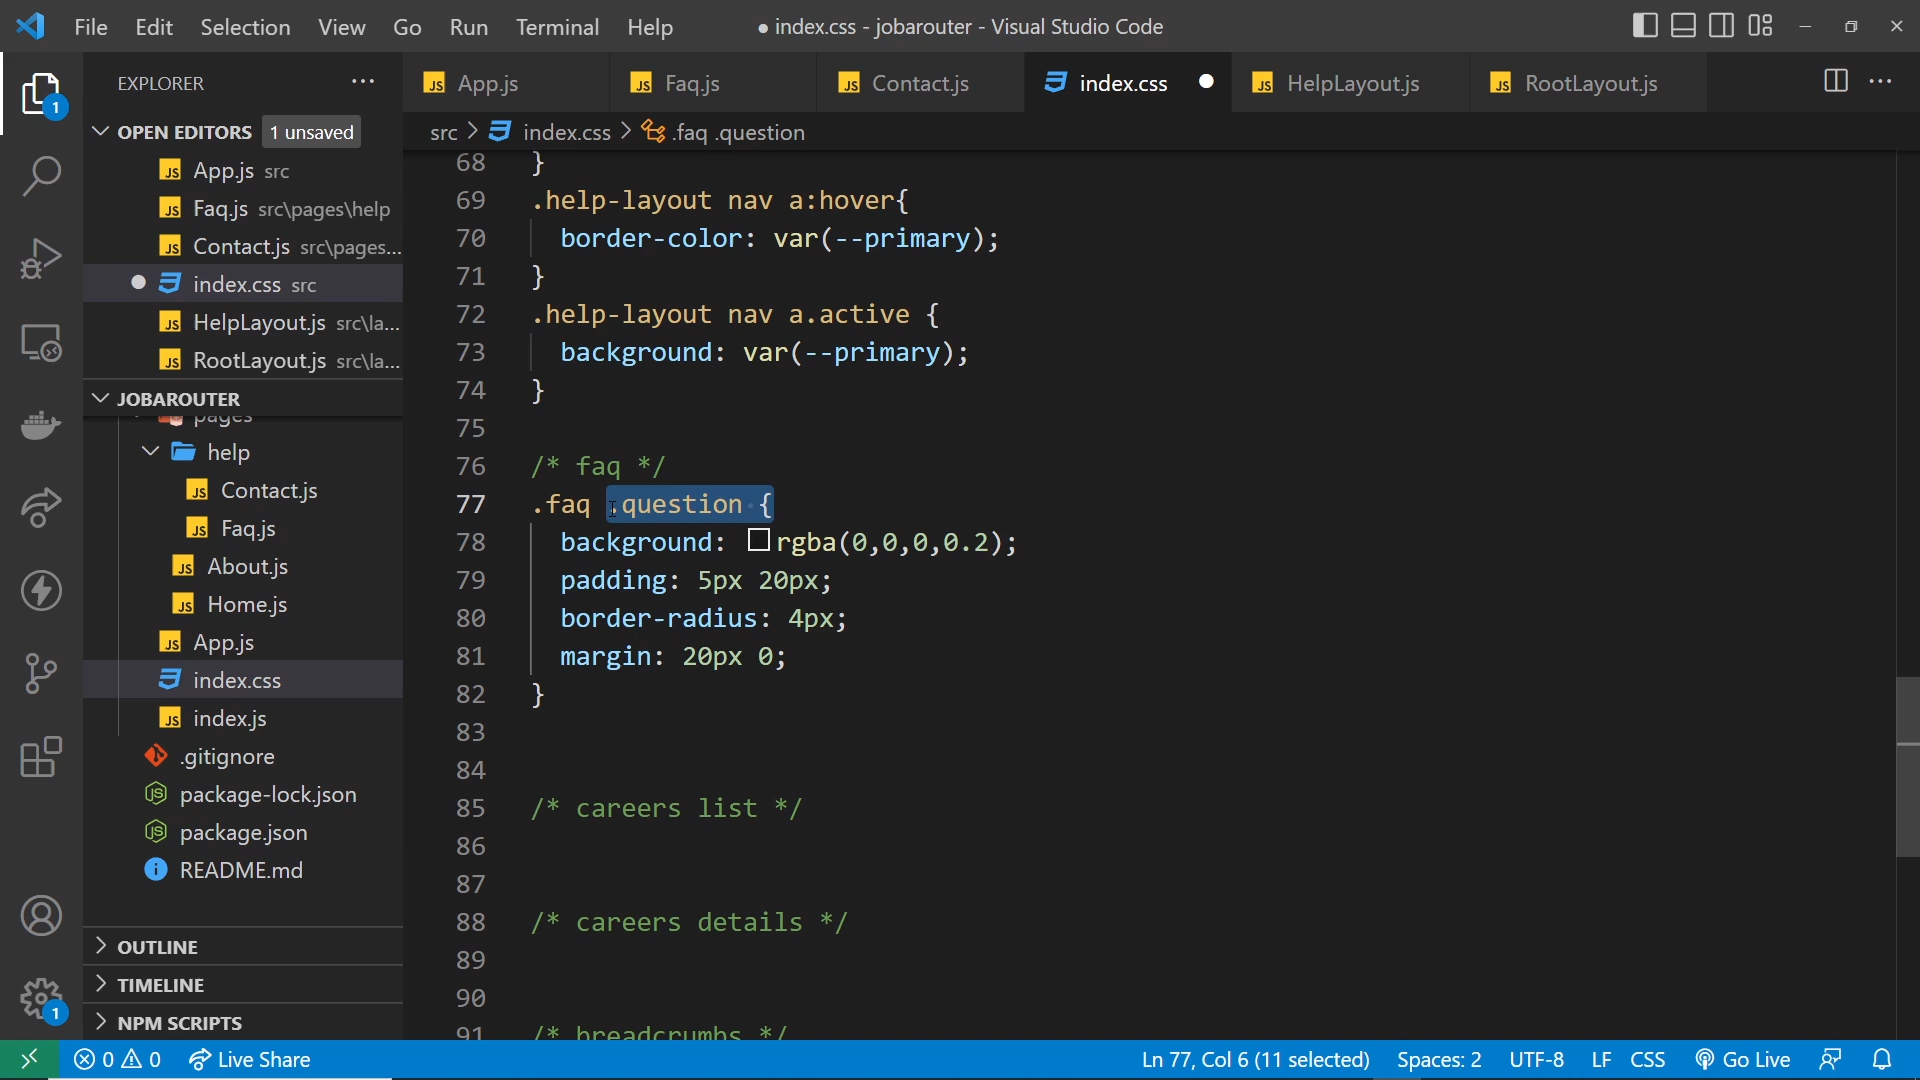 File Edit Selection View Go Run Terminal Help
● index.css - jobarouter - Visual Studio Code
EXPLORER
App.js
Faq.js
Contact.js
index.css
HelpLayout.js
RootLayout.js
OPEN EDITORS 1 unsaved
App.js src
Faq.js src\pages\help
Contact.js src\pages...
index.css src
HelpLayout.js src\la...
RootLayout.js src\la...
JOBAROUTER
pages
help
Contact.js
Faq.js
About.js
Home.js
App.js
index.css
index.js
.gitignore
package-lock.json
package.json
README.md
OUTLINE
TIMELINE
NPM SCRIPTS
src > index.css > .faq .question
68 }
69 .help-layout nav a:hover{
70 border-color: var(--primary);
71 }
72 .help-layout nav a.active {
73 background: var(--primary);
74 }
75
76 /* faq */
77 .faq .question {
78 background: rgba(0,0,0,0.2);
79 padding: 5px 20px;
80 border-radius: 4px;
81 margin: 20px 0;
82 }
83
84
85 /* careers list */
86
87
88 /* careers details */
89
90
91 /* breadcrumbs */
1
1
0 0 Live Share
Ln 77, Col 6 (11 selected) Spaces: 2 UTF-8 LF CSS Go Live